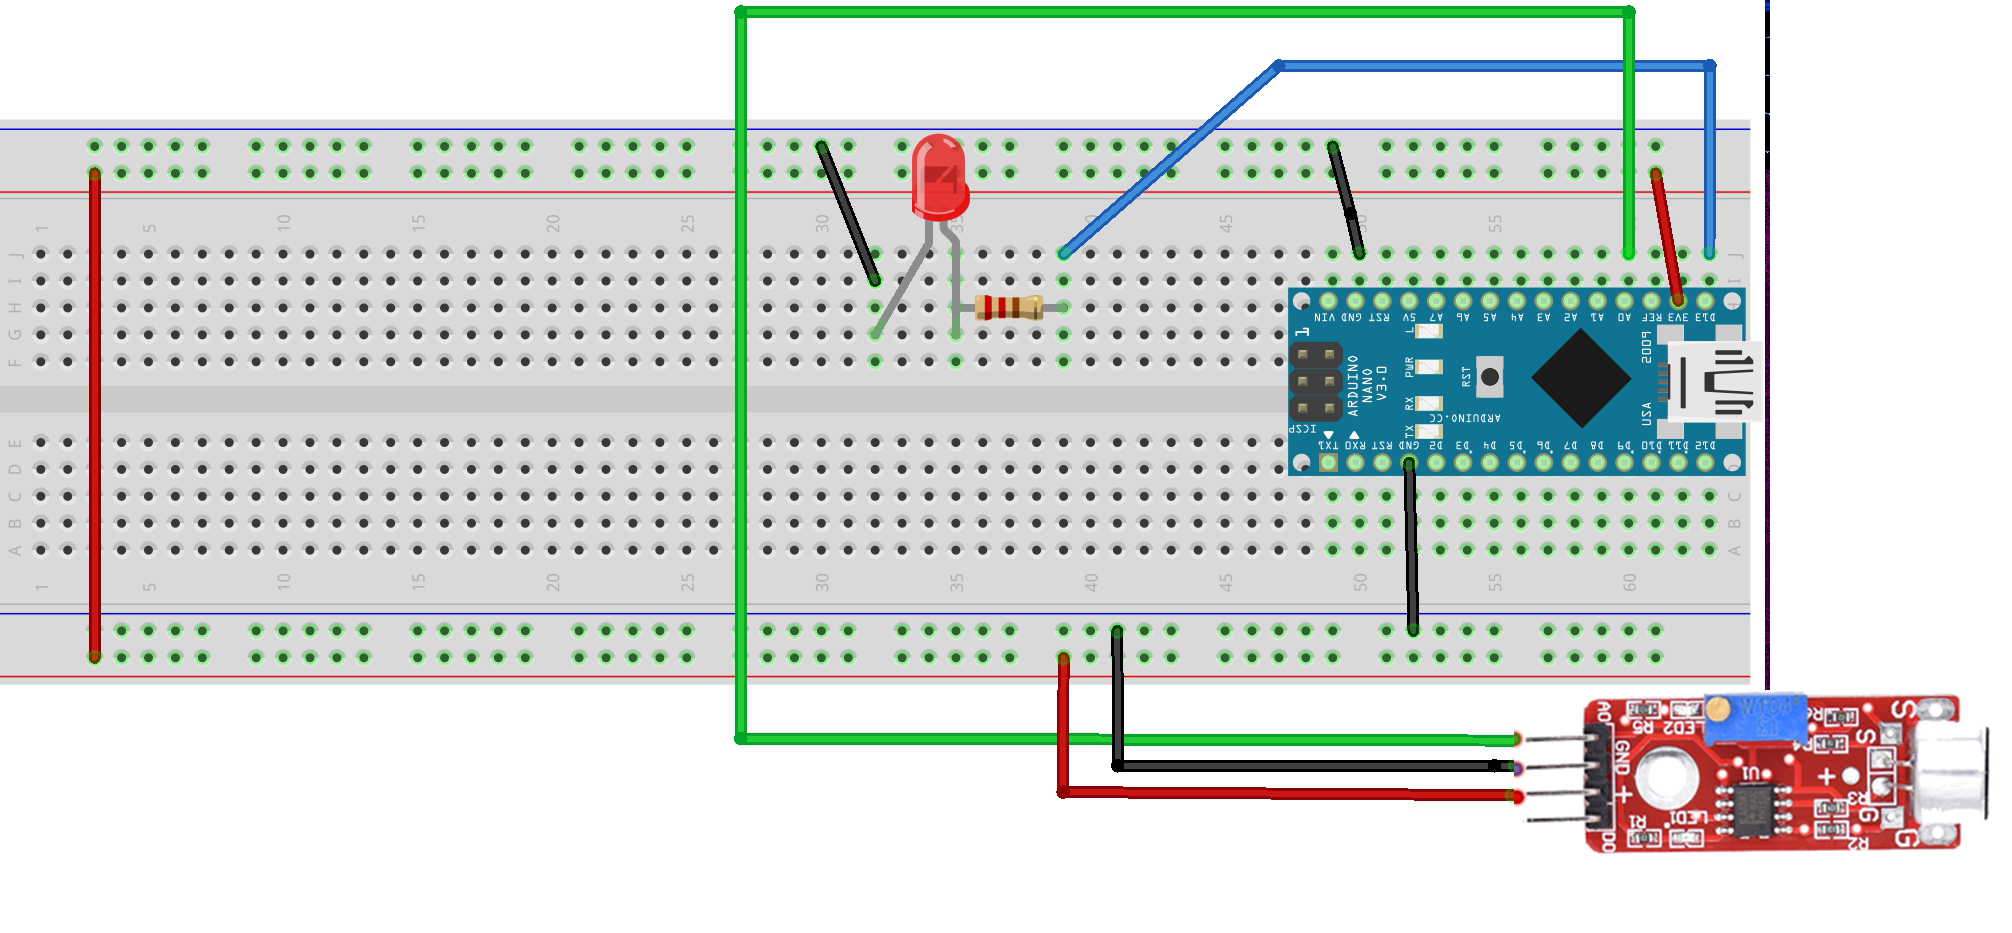 1 5 10 15 20 25 30 35 40 45 50 55 60
J J
I I
H
G
F
VIN GND RST 5V A7 A6 A5 A4 A3 A2 A1 A0 REF 3V3 D13
L
PWR
RX
TX
ARDUINO
NANO
V3.0
RST
ARDUINO.CC
USA
ICSP
1
TX1 RX0 RST GND D2 D3 D4 D5 D6 D7 D8 D9 D10 D11 D12
E
D
C C
B B
A A
1 5 10 15 20 25 30 35 40 45 50 55 60
A0
GND
+
DO
R5
LED2
W104
R6
R4
S
S
U1
+
R3
G
G
R1
LED1
R2